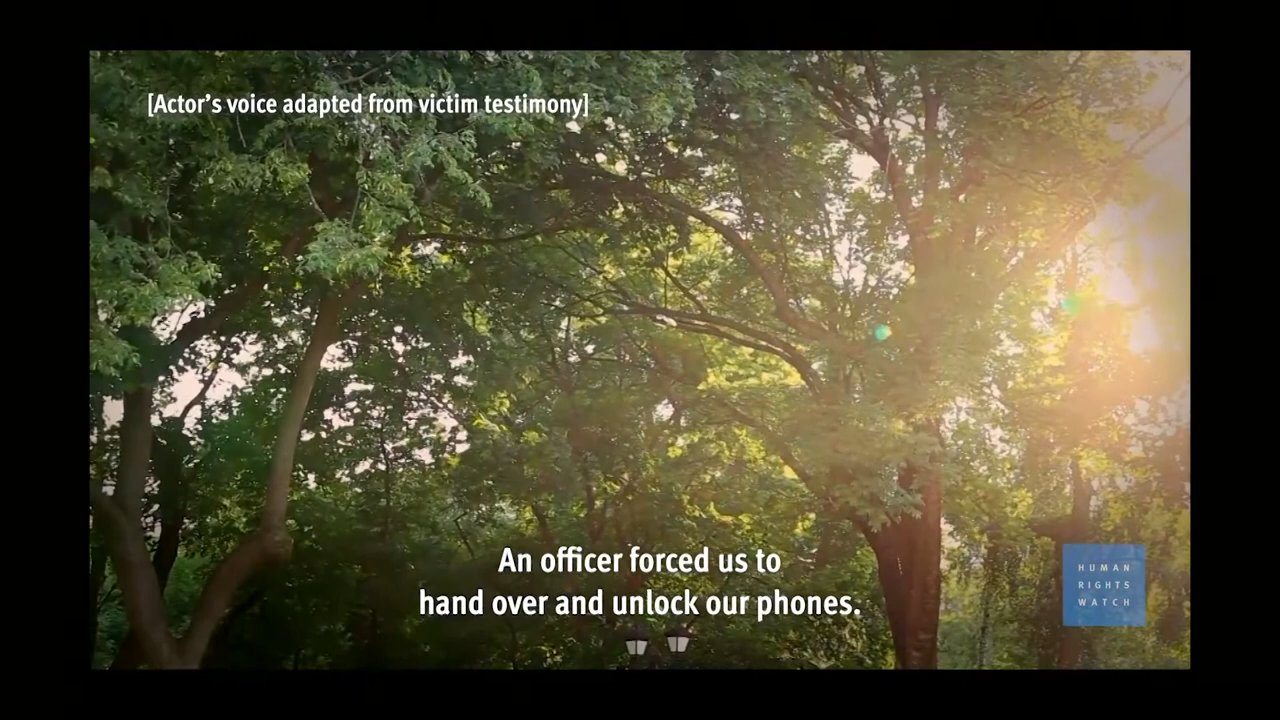 [Actor's voice adapted from victim testimony]
An officer forced us to
hand over and unlock our phones.
HUMAN
RIGHTS
WATCH